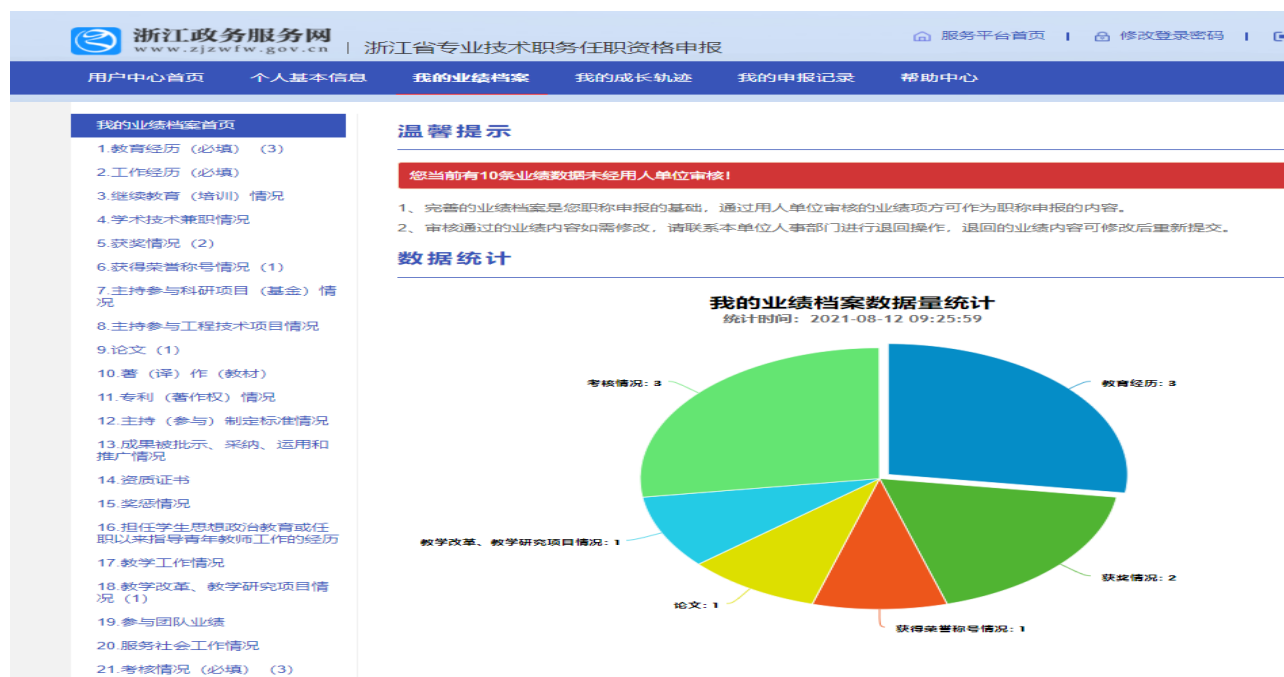 浙江政务服务网
www.zjzwfw.gov.cn
浙江省专业技术职务任职资格申报
服务平台首页
修改登录密码
用户中心首页 个人基本信息 我的业绩档案 我的成长轨迹 我的申报记录 帮助中心
我的业绩档案首页
1.教育经历（必填）（3）
2.工作经历（必填）
3.继续教育（培训）情况
4.学术技术兼职情况
5.获奖情况（2）
6.获得荣誉称号情况（1）
7.主持参与科研项目（基金）情
况
8.主持参与工程技术项目情况
9.论文（1）
10.著（译）作（教材）
11.专利（著作权）情况
12.主持（参与）制定标准情况
13.成果被批示、采纳、运用和
推广情况
14.资质证书
15.奖惩情况
16.担任学生思想政治教育或任
职以来指导青年教师工作的经历
17.教学工作情况
18.教学改革、教学研究项目情
况（1）
19.参与团队业绩
20.服务社会工作情况
21.考核情况（必填）（3）
温馨提示
您当前有10条业绩数据未经用人单位审核！
1、完善的业绩档案是您职称申报的基础，通过用人单位审核的业绩项方可作为职称申报的内容。
2、审核通过的业绩内容如需修改，请联系本单位人事部门进行退回操作，退回的业绩内容可修改后重新提交。
数据统计
我的业绩档案数据量统计
统计时间：2021-08-12 09:25:59
考核情况: 3
教育经历: 3
教学改革、教学研究项目情况: 1
获奖情况: 2
论文: 1
获得荣誉称号情况: 1